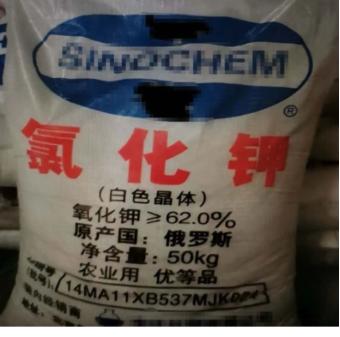 SINOCHEM
®
氯化钾
(白色晶体)
氧化钾≥62.0%
原产国：俄罗斯
净含量：50kg
农业用 优等品
14MA11XB537MJK